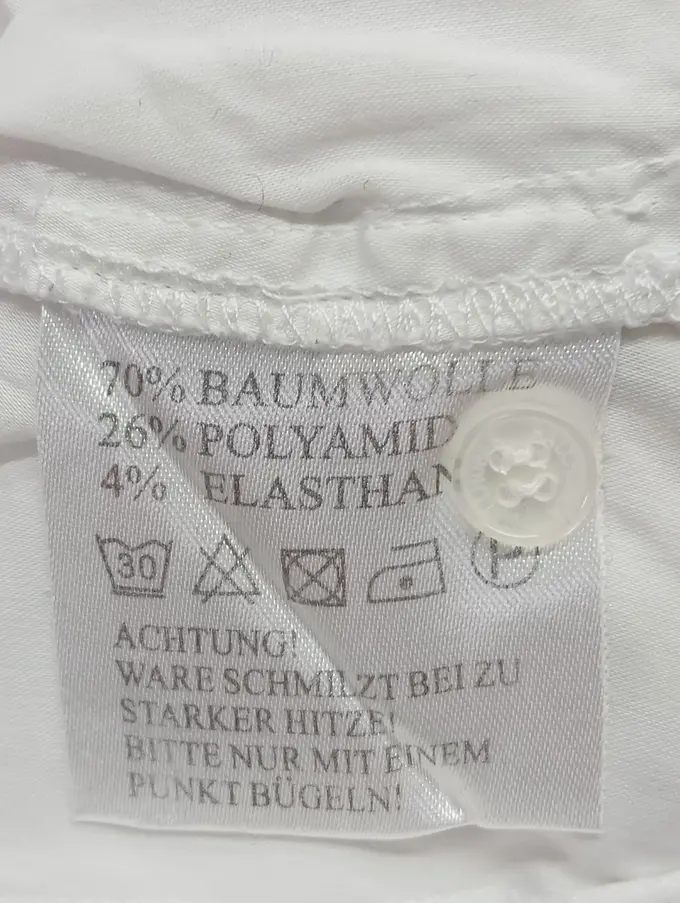 70% BAUMWOLLE
26% POLYAMID
4% ELASTHAN
30
P
ACHTUNG!
WARE SCHMILZT BEI ZU
STARKER HITZE!
BITTE NUR MIT EINEM
PUNKT BÜGELN!